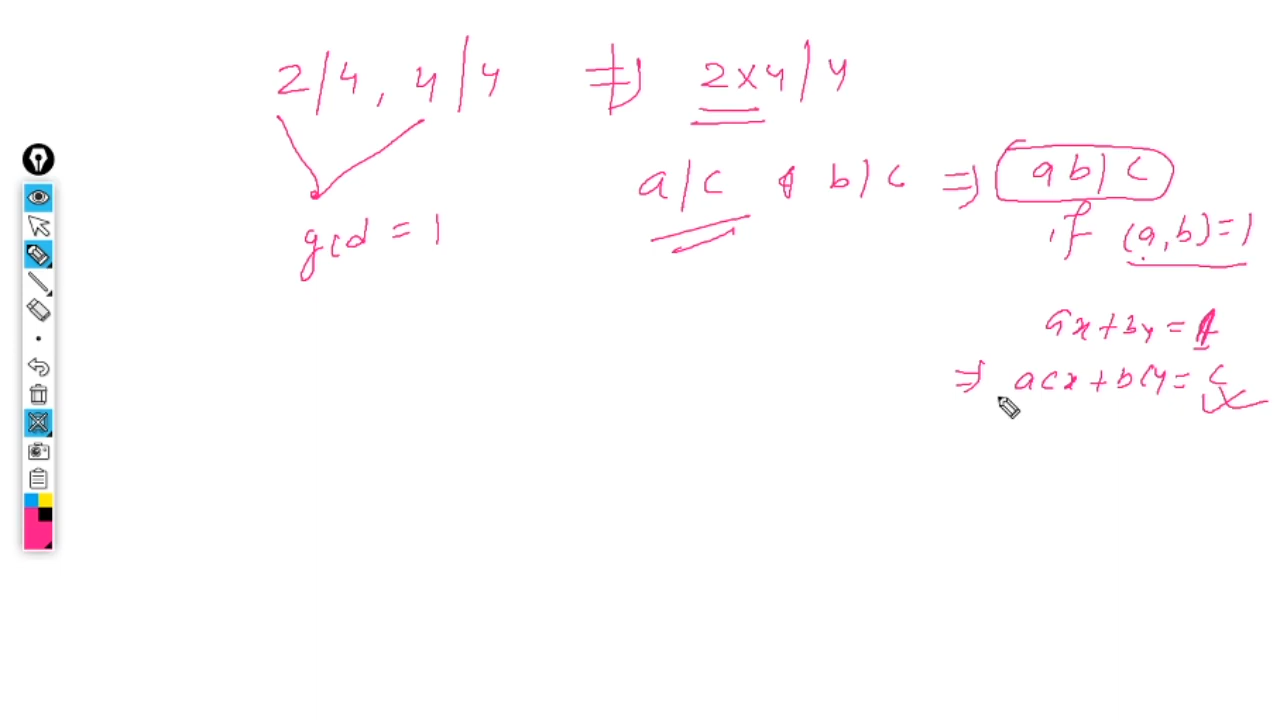 2/4, 4/4 ⇏ 2×4/4
a/c & b/c ⇒ ab/c
if (a,b)=1
gcd = 1
ax+by=1
⇒ acx+bcy=c